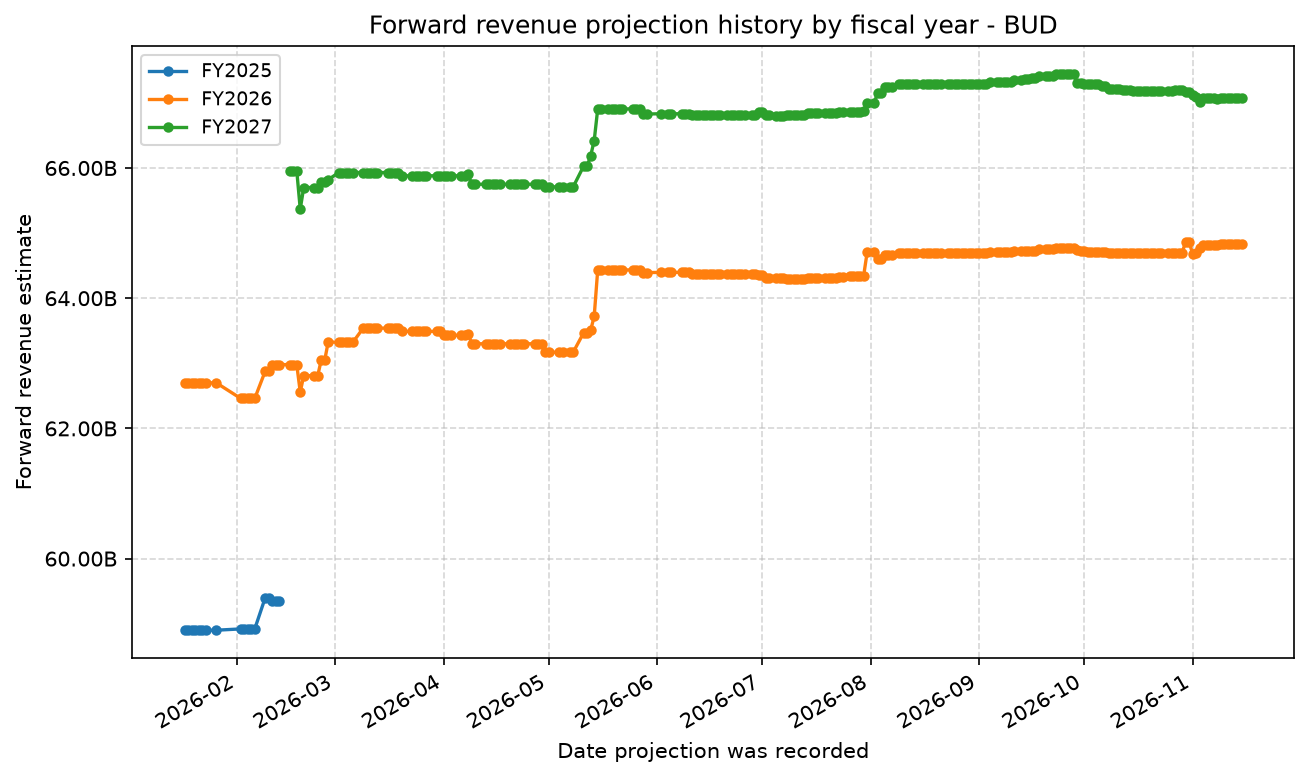 Forward revenue projection history by fiscal year - BUD
FY2025
FY2026
FY2027
Forward revenue estimate
66.00B
64.00B
62.00B
60.00B
2026-02
2026-03
2026-04
2026-05
2026-06
2026-07
2026-08
2026-09
2026-10
2026-11
Date projection was recorded